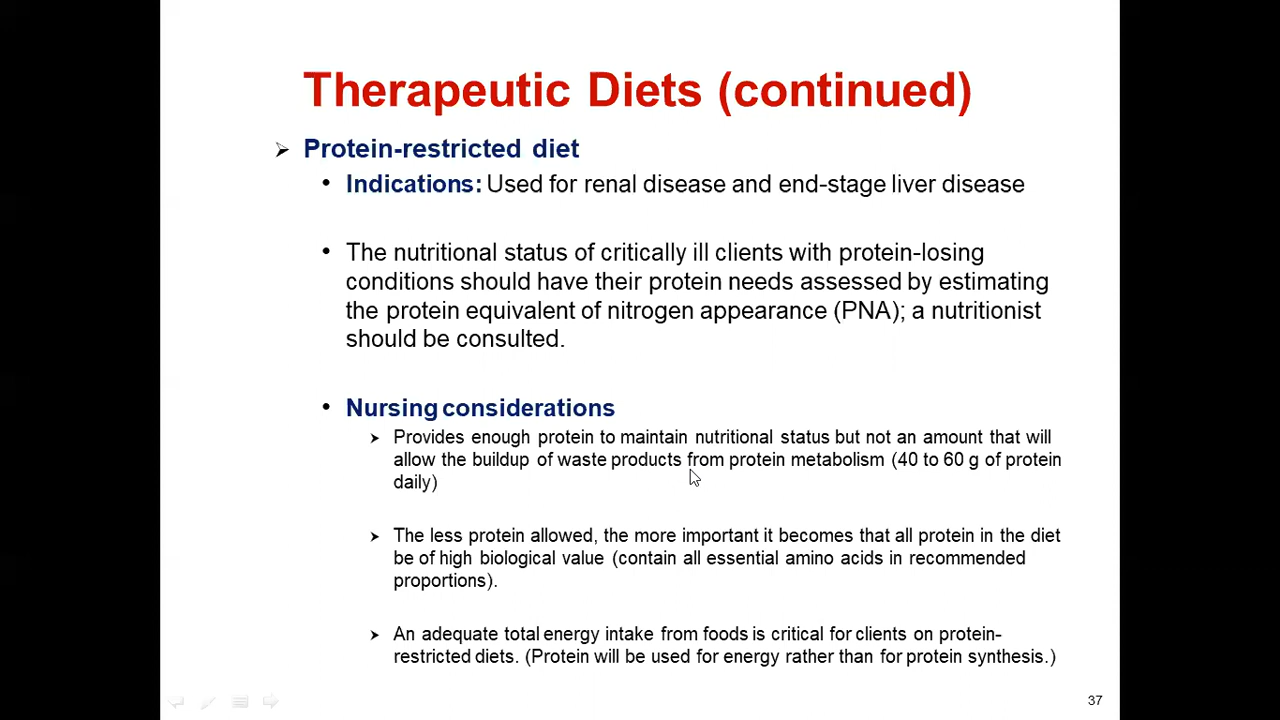 Therapeutic Diets (continued)
Protein-restricted diet
Indications: Used for renal disease and end-stage liver disease
The nutritional status of critically ill clients with protein-losing
conditions should have their protein needs assessed by estimating
the protein equivalent of nitrogen appearance (PNA); a nutritionist
should be consulted.
Nursing considerations
Provides enough protein to maintain nutritional status but not an amount that will
allow the buildup of waste products from protein metabolism (40 to 60 g of protein
daily)
The less protein allowed, the more important it becomes that all protein in the diet
be of high biological value (contain all essential amino acids in recommended
proportions).
An adequate total energy intake from foods is critical for clients on protein-
restricted diets. (Protein will be used for energy rather than for protein synthesis.)
37